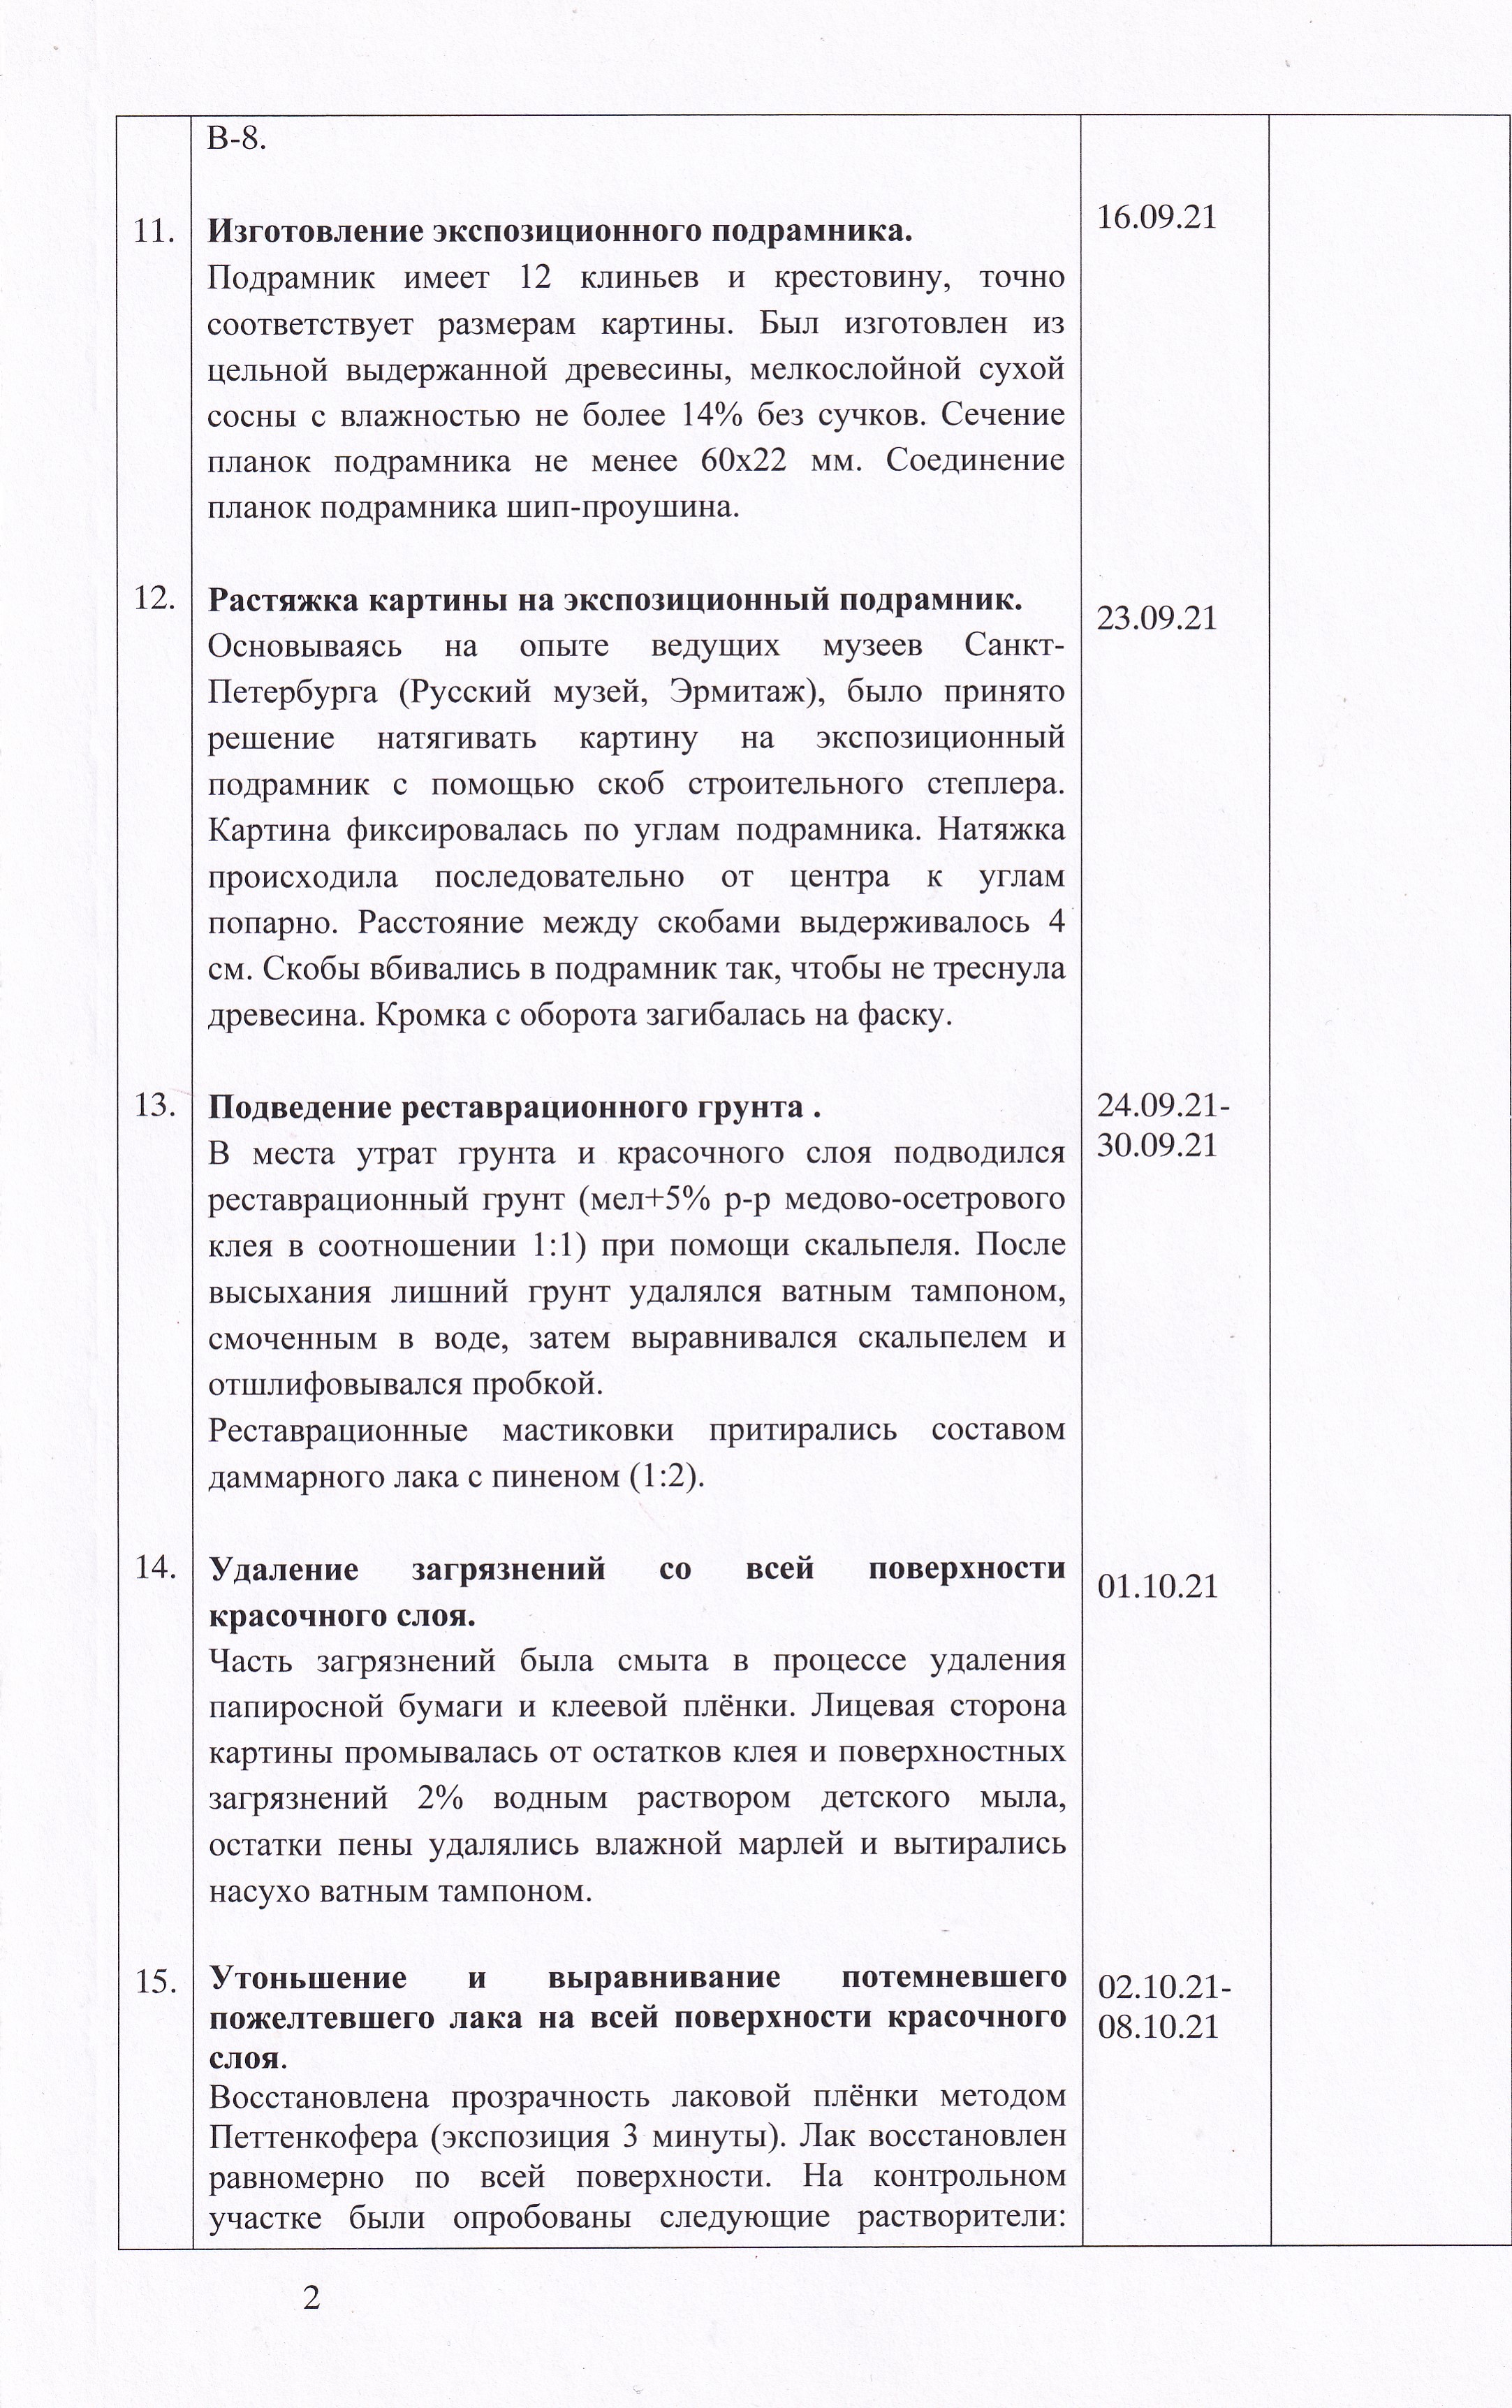 В-8.
11. Изготовление экспозиционного подрамника. 16.09.21
Подрамник имеет 12 клиньев и крестовину, точно
соответствует размерам картины. Был изготовлен из
цельной выдержанной древесины, мелкослойной сухой
сосны с влажностью не более 14% без сучков. Сечение
планок подрамника не менее 60х22 мм. Соединение
планок подрамника шип-проушина.
12. Растяжка картины на экспозиционный подрамник. 23.09.21
Основываясь на опыте ведущих музеев Санкт-
Петербурга (Русский музей, Эрмитаж), было принято
решение натягивать картину на экспозиционный
подрамник с помощью скоб строительного степлера.
Картина фиксировалась по углам подрамника. Натяжка
происходила последовательно от центра к углам
попарно. Расстояние между скобами выдерживалось 4
см. Скобы вбивались в подрамник так, чтобы не треснула
древесина. Кромка с оборота загибалась на фаску.
13. Подведение реставрационного грунта . 24.09.21-
В места утрат грунта и красочного слоя подводился 30.09.21
реставрационный грунт (мел+5% р-р медово-осетрового
клея в соотношении 1:1) при помощи скальпеля. После
высыхания лишний грунт удалялся ватным тампоном,
смоченным в воде, затем выравнивался скальпелем и
отшлифовывался пробкой.
Реставрационные мастиковки притирались составом
даммарного лака с пиненом (1:2).
14. Удаление загрязнений со всей поверхности 01.10.21
красочного слоя.
Часть загрязнений была смыта в процессе удаления
папиросной бумаги и клеевой плёнки. Лицевая сторона
картины промывалась от остатков клея и поверхностных
загрязнений 2% водным раствором детского мыла,
остатки пены удалялись влажной марлей и вытирались
насухо ватным тампоном.
15. Утоньшение и выравнивание потемневшего 02.10.21-
пожелтевшего лака на всей поверхности красочного 08.10.21
слоя.
Восстановлена прозрачность лаковой плёнки методом
Петтенкофера (экспозиция 3 минуты). Лак восстановлен
равномерно по всей поверхности. На контрольном
участке были опробованы следующие растворители:
2